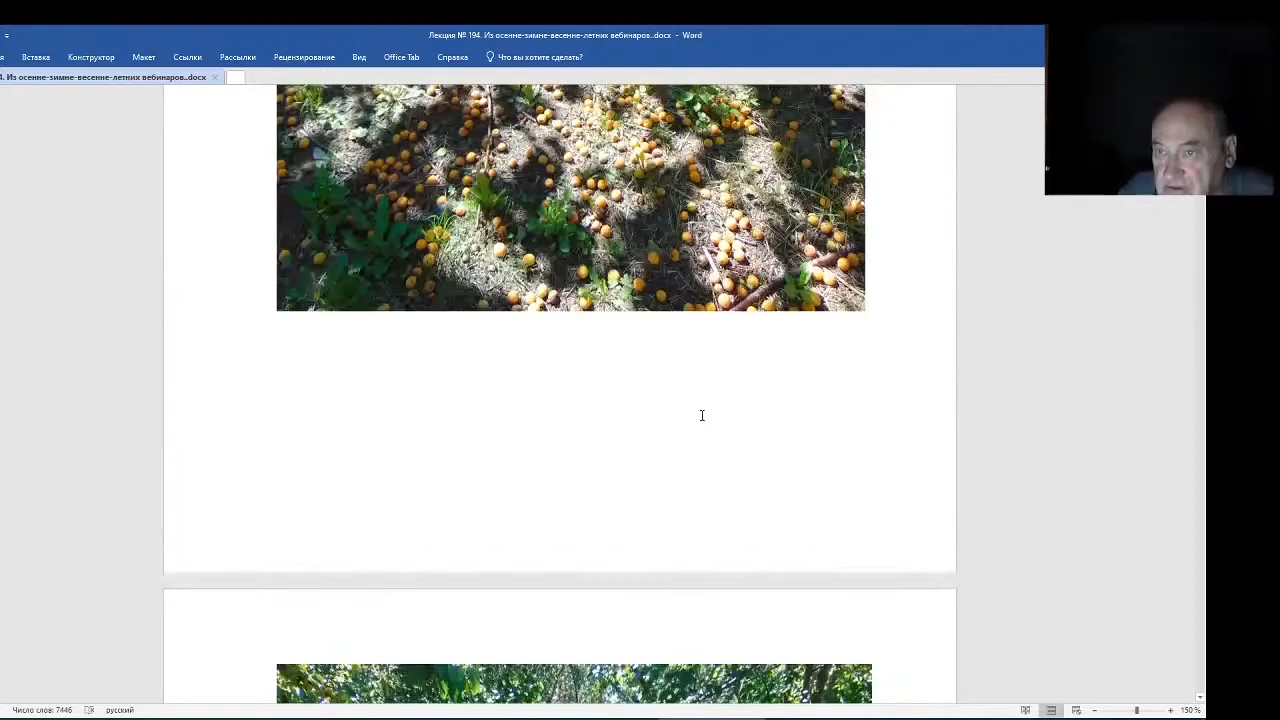 Лекция № 194. Из осенне-зимне-весенне-летних вебинаров..docx - Word
Вставка Конструктор Макет Ссылки Рассылки Рецензирование Вид Office Tab Справка Что вы хотите сделать?
4. Из осенне-зимне-весенне-летних вебинаров..docx
Число слов: 7446 русский 150 %